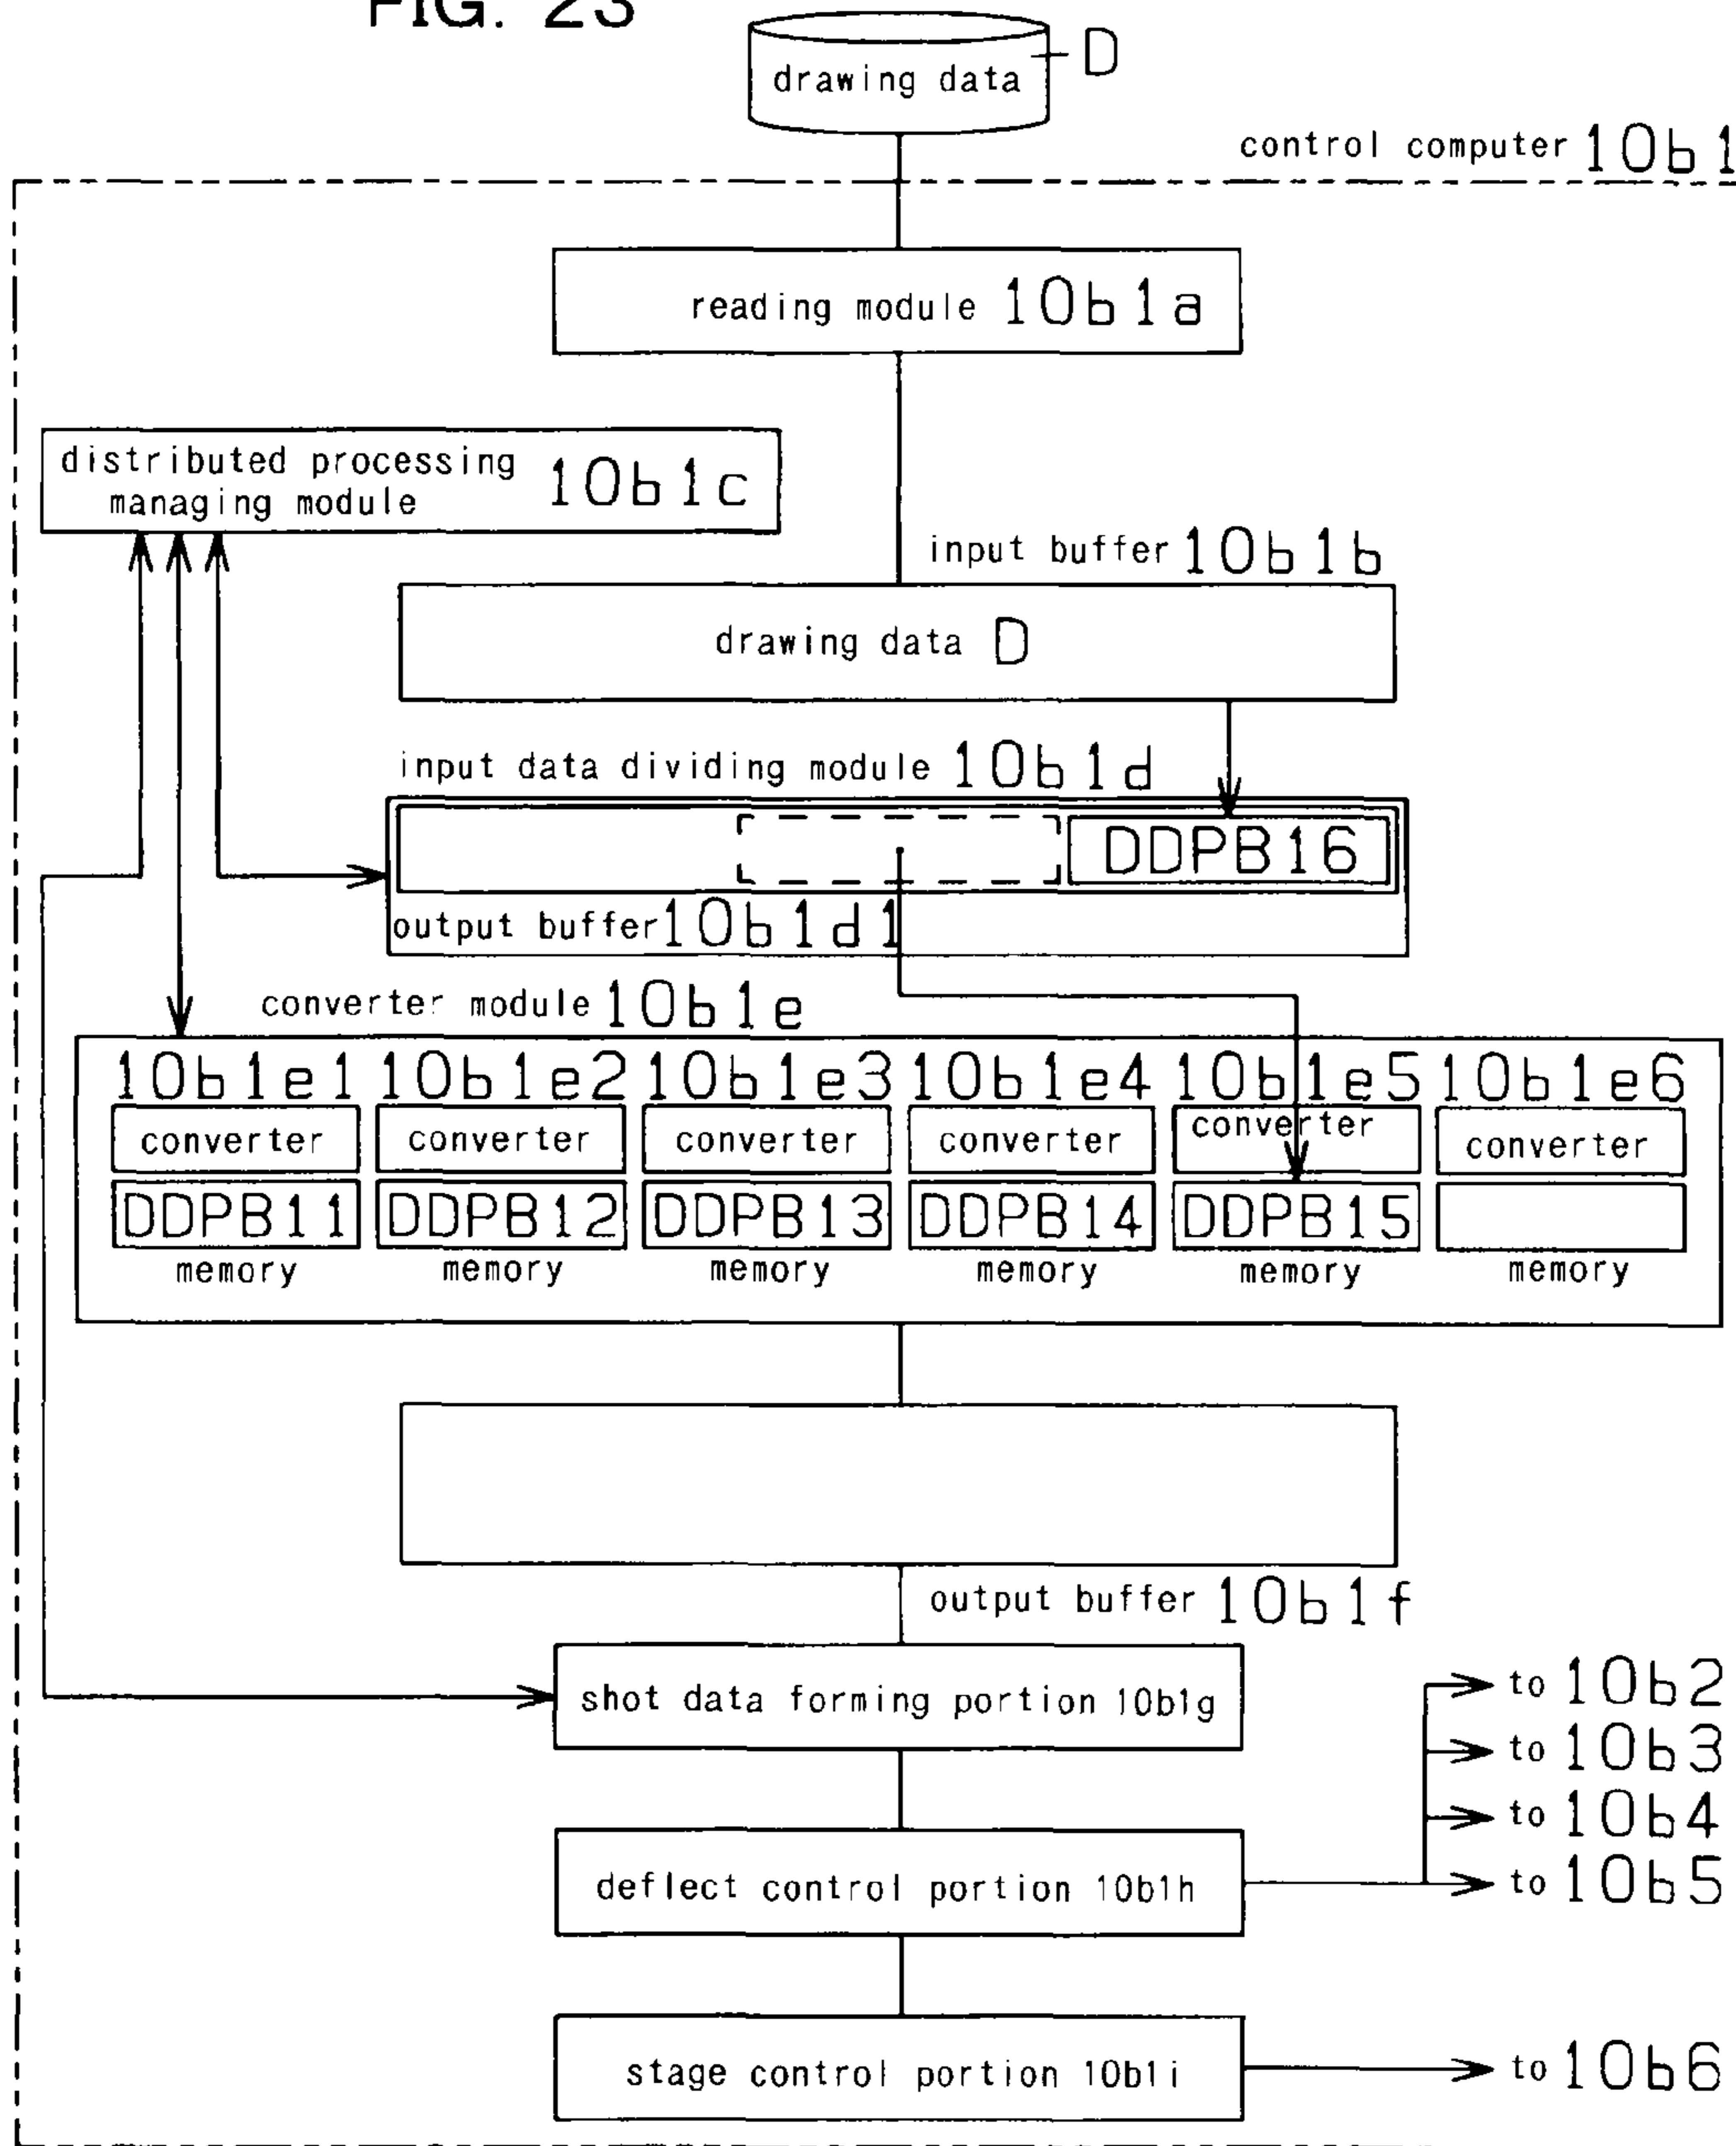 FIG. 23
drawing data
D
control computer 10b1
reading module 10b1a
distributed processing
managing module 10b1c
input buffer 10b1b
drawing data D
input data dividing module 10b1d
DDPB16
output buffer 10b1d1
converter module 10b1e
10b1e1 10b1e2 10b1e3 10b1e4 10b1e5 10b1e6
converter converter converter converter converter converter
DDPB11 DDPB12 DDPB13 DDPB14 DDPB15
memory memory memory memory memory memory
output buffer 10b1f
shot data forming portion 10b1g
to 10b2
to 10b3
to 10b4
deflect control portion 10b1h
to 10b5
stage control portion 10b1i
to 10b6